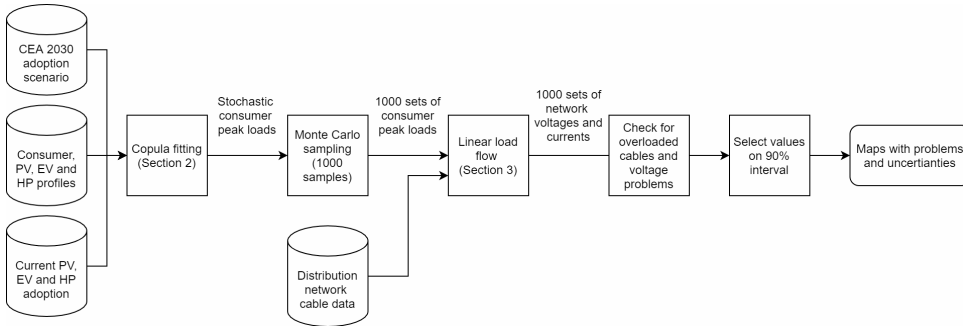 CEA 2030
adoption
scenario
Consumer,
PV, EV and
HP profiles
Current PV,
EV and HP
adoption
Copula fitting
(Section 2)
Stochastic
consumer
peak loads
Monte Carlo
sampling
(1000
samples)
1000 sets of
consumer
peak loads
Distribution
network
cable data
Linear load
flow
(Section 3)
1000 sets of
network
voltages and
currents
Check for
overloaded
cables and
voltage
problems
Select values
on 90%
interval
Maps with problems
and uncertianties